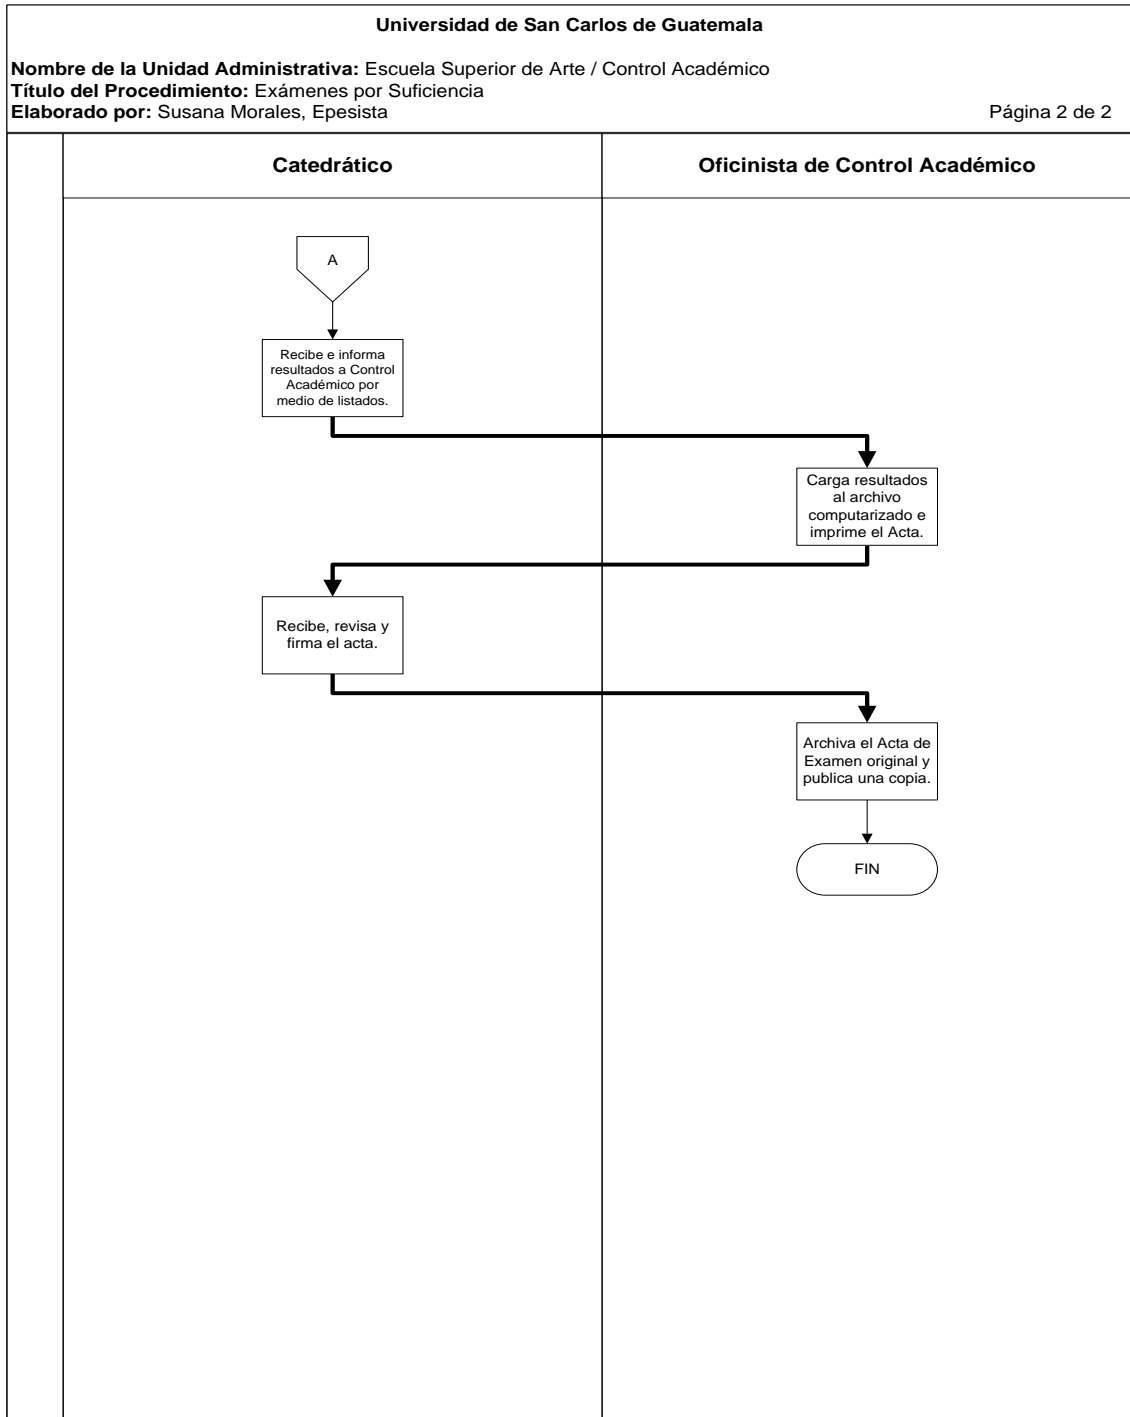 Universidad de San Carlos de Guatemala
Nombre de la Unidad Administrativa: Escuela Superior de Arte / Control Académico
Título del Procedimiento: Exámenes por Suficiencia
Elaborado por: Susana Morales, Epesista Página 2 de 2
Catedrático
Oficinista de Control Académico
A
Recibe e informa
resultados a Control
Académico por
medio de listados.
Carga resultados
al archivo
computarizado e
imprime el Acta.
Recibe, revisa y
firma el acta.
Archiva el Acta de
Examen original y
publica una copia.
FIN